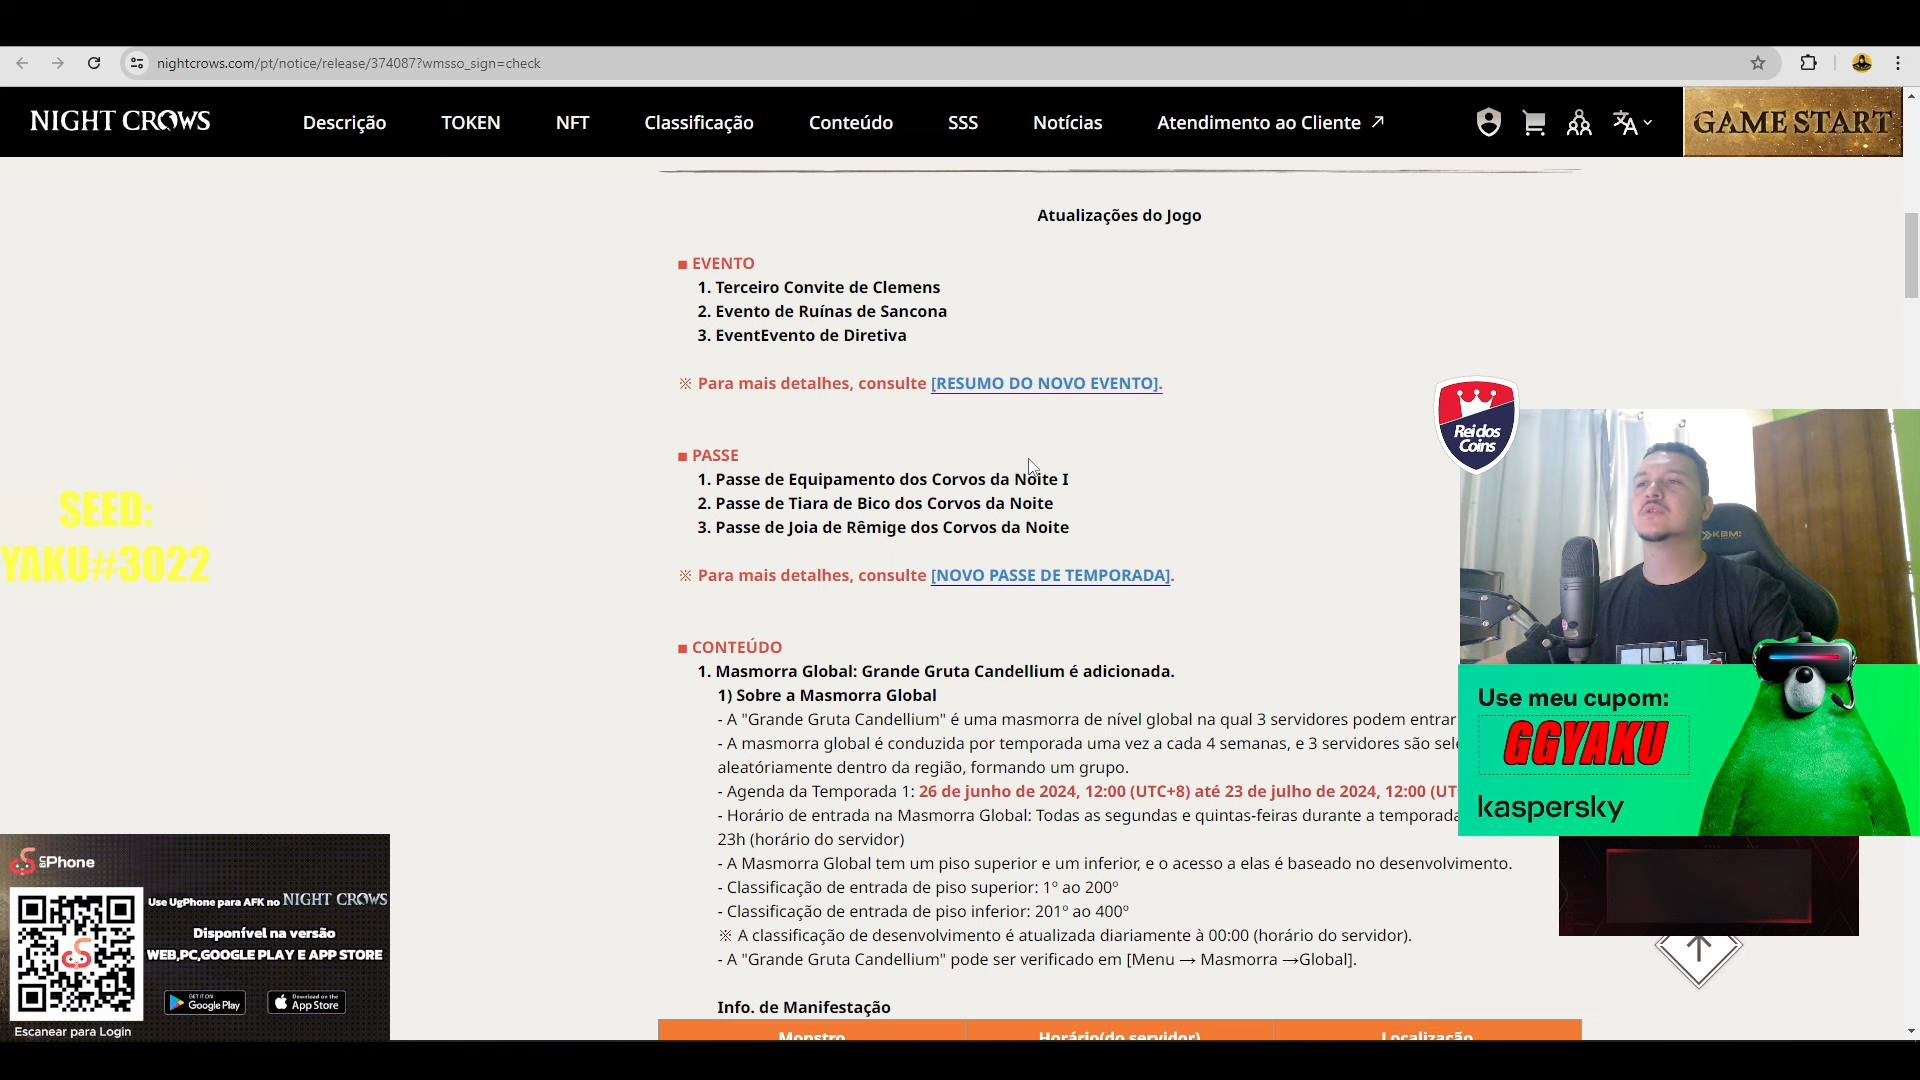 nightcrows.com/pt/notice/release/374087?wmsso_sign=check
NIGHT CROWS
Descrição
TOKEN
NFT
Classificação
Conteúdo
SSS
Notícias
Atendimento ao Cliente
GAME START
Atualizações do Jogo
■ EVENTO
1. Terceiro Convite de Clemens
2. Evento de Ruínas de Sancona
3. EventEvento de Diretiva
※ Para mais detalhes, consulte [RESUMO DO NOVO EVENTO].
■ PASSE
1. Passe de Equipamento dos Corvos da Noite I
2. Passe de Tiara de Bico dos Corvos da Noite
3. Passe de Joia de Rêmige dos Corvos da Noite
※ Para mais detalhes, consulte [NOVO PASSE DE TEMPORADA].
■ CONTEÚDO
1. Masmorra Global: Grande Gruta Candellium é adicionada.
1) Sobre a Masmorra Global
- A "Grande Gruta Candellium" é uma masmorra de nível global na qual 3 servidores podem entrar
- A masmorra global é conduzida por temporada uma vez a cada 4 semanas, e 3 servidores são sele
aleatóriamente dentro da região, formando um grupo.
- Agenda da Temporada 1: 26 de junho de 2024, 12:00 (UTC+8) até 23 de julho de 2024, 12:00 (UT
- Horário de entrada na Masmorra Global: Todas as segundas e quintas-feiras durante a temporada
23h (horário do servidor)
- A Masmorra Global tem um piso superior e um inferior, e o acesso a elas é baseado no desenvolvimento.
- Classificação de entrada de piso superior: 1º ao 200º
- Classificação de entrada de piso inferior: 201º ao 400º
※ A classificação de desenvolvimento é atualizada diariamente à 00:00 (horário do servidor).
- A "Grande Gruta Candellium" pode ser verificado em [Menu → Masmorra →Global].
Info. de Manifestação
Monstro
Horário(do servidor)
Localização
SEED:
YAKU#3022
Rei dos
Coins
KBM!
Use meu cupom:
GGYAKU
kaspersky
Phone
Use UgPhone para AFK no NIGHT CROWS
Disponível na versão
WEB,PC,GOOGLE PLAY E APP STORE
GET IT ON
Google Play
Download on the
App Store
Escanear para Login